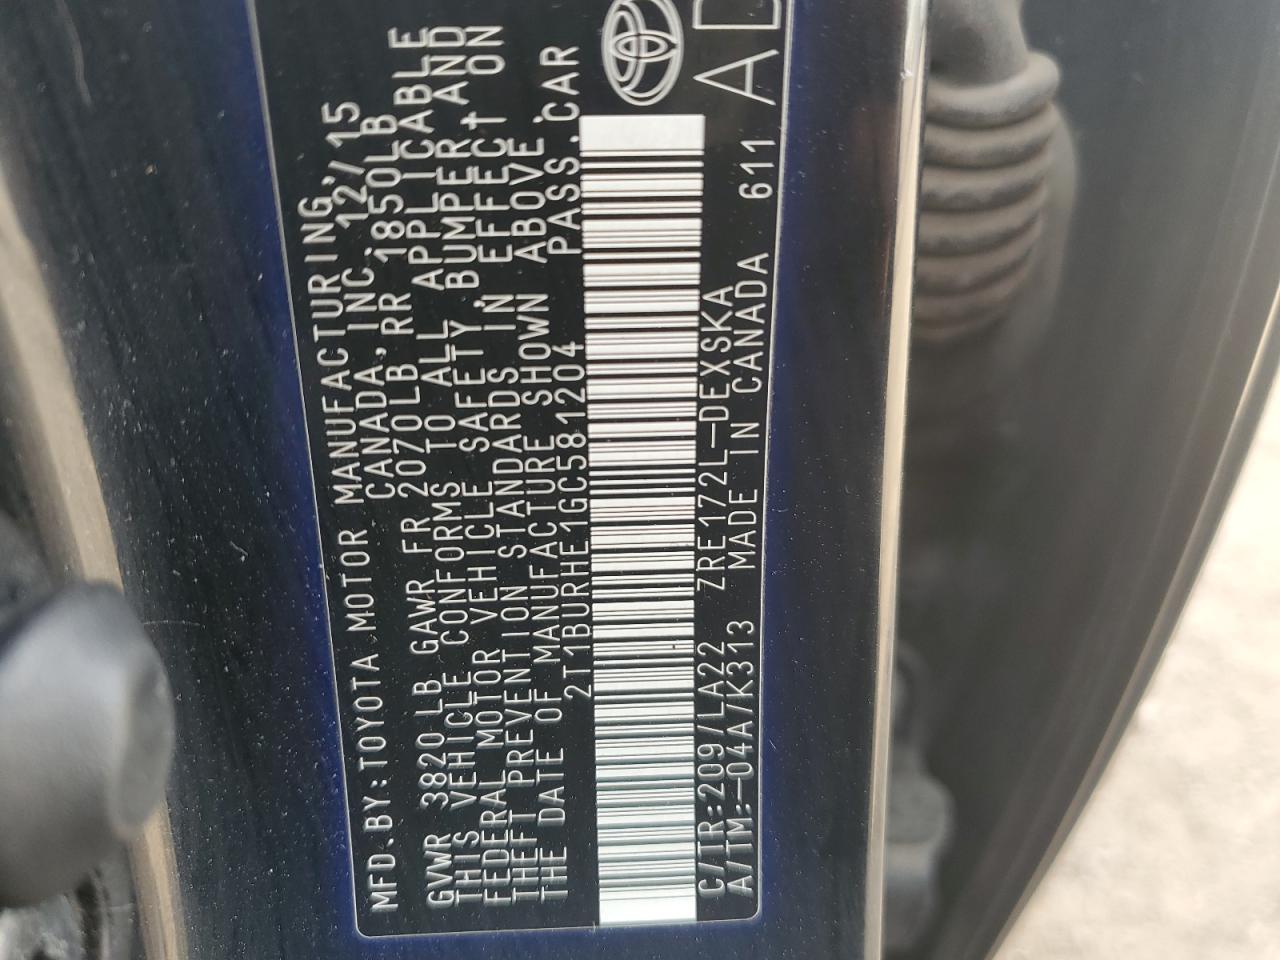 MFD.BY:TOYOTA MOTOR MANUFACTURING,
CANADA, INC. 12/15
GVWR 3820 LB GAWR FR 2070LB RR 1850LB
THIS VEHICLE CONFORMS TO ALL APPLICABLE
FEDERAL MOTOR VEHICLE SAFETY, BUMPER, AND
THEFT PREVENTION STANDARDS IN EFFECT ON
THE DATE OF MANUFACTURE SHOWN ABOVE.
2T1BURHE1GC581204 PASS.CAR
C/TR:209/LA22 ZRE172L-DEXSKA
A/TM:-04A/K313 MADE IN CANADA 611